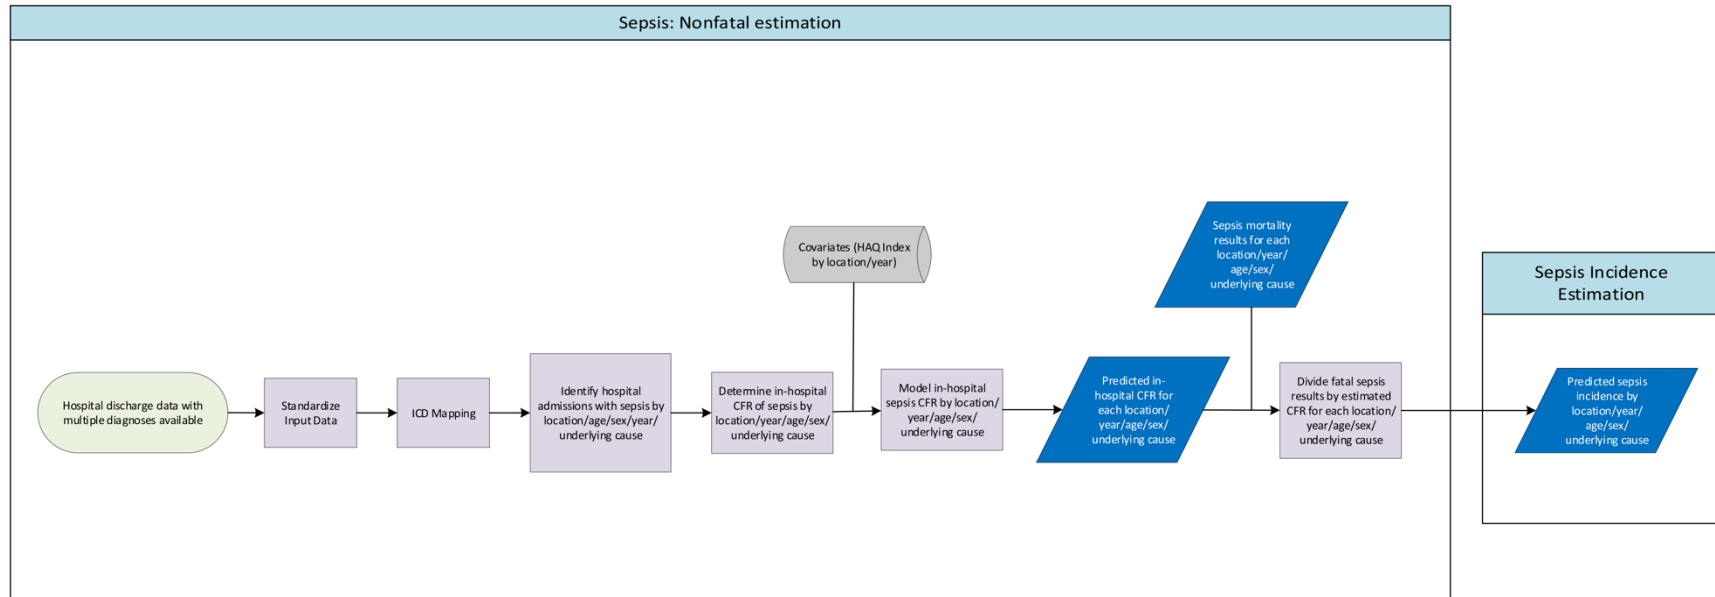 Sepsis: Nonfatal estimation
Hospital discharge data with
multiple diagnoses available
Standardize
Input Data
ICD Mapping
Identify hospital
admissions with sepsis by
location/age/sex/year/
underlying cause
Determine in-hospital
CFR of sepsis by
location/year/age/sex/
underlying cause
Covariates (HAQ Index
by location/year)
Model in-hospital
sepsis CFR by location/
year/age/sex/
underlying cause
Predicted in-
hospital CFR for
each location/
year/age/sex/
underlying cause
Sepsis mortality
results for each
location/year/
age/sex/
underlying cause
Divide fatal sepsis
results by estimated
CFR for each location/
year/age/sex/
underlying cause
Sepsis Incidence
Estimation
Predicted sepsis
incidence by
location/year/
age/sex/
underlying cause